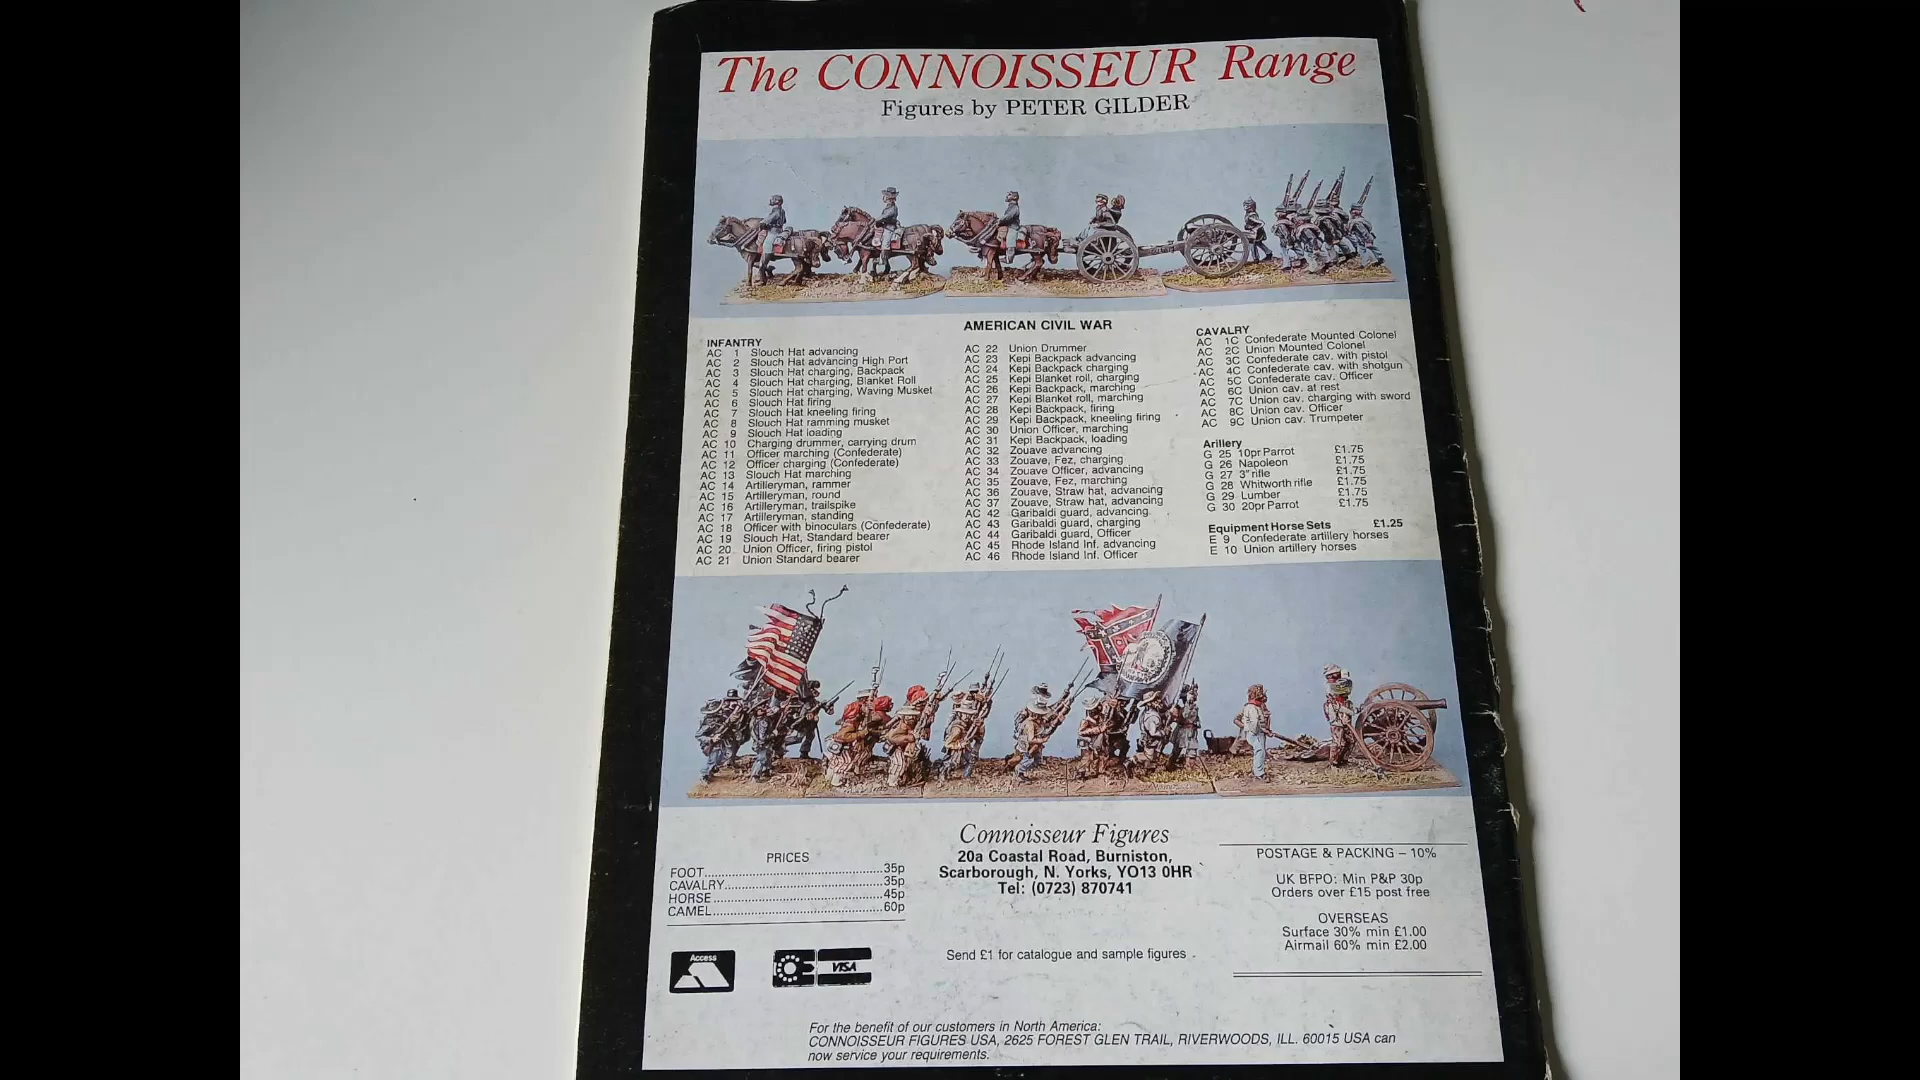 The CONNOISSEUR Range
Figures by PETER GILDER
AMERICAN CIVIL WAR
INFANTRY
AC 1 Slouch Hat advancing
AC 2 Slouch Hat advancing High Port
AC 3 Slouch Hat charging, Backpack
AC 4 Slouch Hat charging, Blanket Roll
AC 5 Slouch Hat charging, Waving Musket
AC 6 Slouch Hat firing
AC 7 Slouch Hat kneeling firing
AC 8 Slouch Hat ramming musket
AC 9 Slouch Hat loading
AC 10 Charging drummer, carrying drum
AC 11 Officer marching (Confederate)
AC 12 Officer charging (Confederate)
AC 13 Slouch Hat marching
AC 14 Artilleryman, rammer
AC 15 Artilleryman, round
AC 16 Artilleryman, trailspike
AC 17 Artilleryman, standing
AC 18 Officer with binoculars (Confederate)
AC 19 Slouch Hat, Standard bearer
AC 20 Union Officer, firing pistol
AC 21 Union Standard bearer
AC 22 Union Drummer
AC 23 Kepi Backpack advancing
AC 24 Kepi Backpack charging
AC 25 Kepi Blanket roll, charging
AC 26 Kepi Backpack, marching
AC 27 Kepi Blanket roll, marching
AC 28 Kepi Backpack, firing
AC 29 Kepi Backpack, kneeling firing
AC 30 Union Officer, marching
AC 31 Kepi Backpack, loading
AC 32 Zouave advancing
AC 33 Zouave, Fez, charging
AC 34 Zouave Officer, advancing
AC 35 Zouave, Fez, marching
AC 36 Zouave, Straw hat, advancing
AC 37 Zouave, Straw hat, advancing
AC 42 Garibaldi guard, advancing
AC 43 Garibaldi guard, charging
AC 44 Garibaldi guard, Officer
AC 45 Rhode Island Inf. advancing
AC 46 Rhode Island Inf. Officer
CAVALRY
AC 1C Confederate Mounted Colonel
AC 2C Union Mounted Colonel
AC 3C Confederate cav. with pistol
AC 4C Confederate cav. with shotgun
AC 5C Confederate cav. Officer
AC 6C Union cav. at rest
AC 7C Union cav. charging with sword
AC 8C Union cav. Officer
AC 9C Union cav. Trumpeter
Arillery
G 25 10pr Parrot £1.75
G 26 Napoleon £1.75
G 27 3" rifle £1.75
G 28 Whitworth rifle £1.75
G 29 Lumber £1.75
G 30 20pr Parrot £1.75
Equipment Horse Sets £1.25
E 9 Confederate artillery horses
E 10 Union artillery horses
PRICES
FOOT 35p
CAVALRY 35p
HORSE 45p
CAMEL 60p
Access
VISA
Connoisseur Figures
20a Coastal Road, Burniston,
Scarborough, N. Yorks, YO13 0HR
Tel: (0723) 870741
Send £1 for catalogue and sample figures
POSTAGE & PACKING – 10%
UK BFPO: Min P&P 30p
Orders over £15 post free
OVERSEAS
Surface 30% min £1.00
Airmail 60% min £2.00
For the benefit of our customers in North America:
CONNOISSEUR FIGURES USA, 2625 FOREST GLEN TRAIL, RIVERWOODS, ILL. 60015 USA can
now service your requirements.